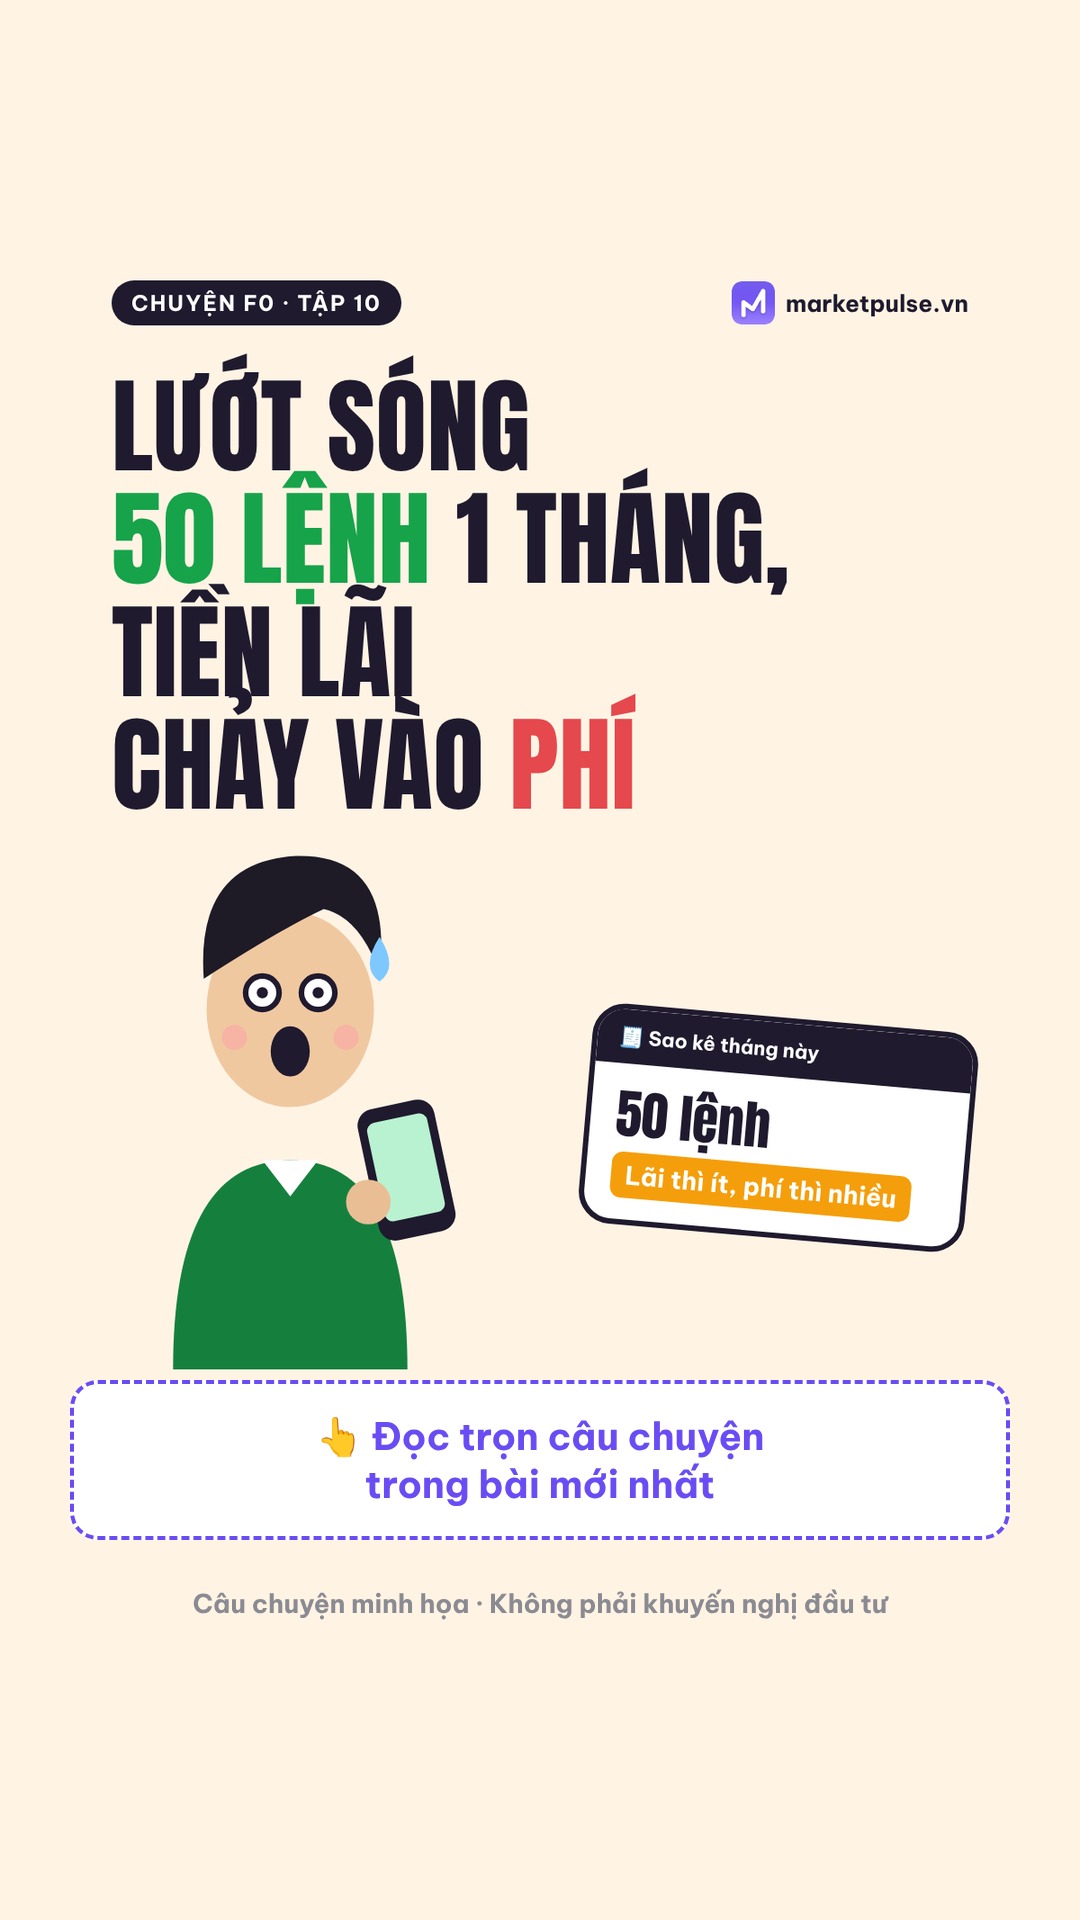 CHUYỆN F0 · TẬP 10
marketpulse.vn
LƯỚT SÓNG
50 LỆNH 1 THÁNG,
TIỀN LÃI
CHẢY VÀO PHÍ
🧾 Sao kê tháng này
50 lệnh
Lãi thì ít, phí thì nhiều
👆 Đọc trọn câu chuyện
trong bài mới nhất
Câu chuyện minh họa · Không phải khuyến nghị đầu tư